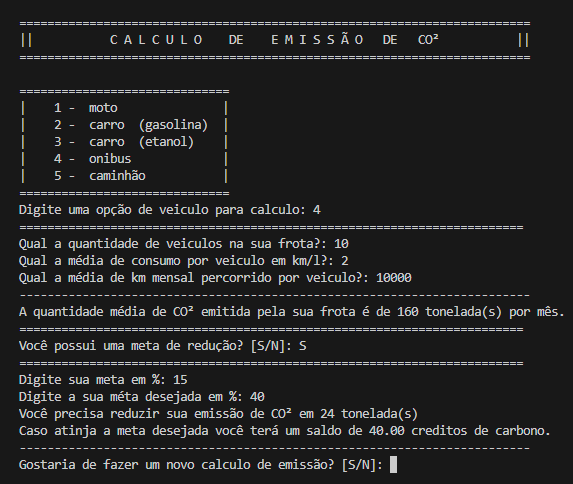 =========================================================================
||           C A L C U L O    DE    E M I S S Ã O   DE   CO²           ||
=========================================================================
==============================
|    1 -  moto               |
|    2 -  carro  (gasolina)  |
|    3 -  carro  (etanol)    |
|    4 -  onibus             |
|    5 -  caminhão           |
==============================
Digite uma opção de veiculo para calculo: 4
========================================================================
Qual a quantidade de veiculos na sua frota?: 10
Qual a média de consumo por veiculo em km/l?: 2
Qual a média de km mensal percorrido por veiculo?: 10000
-------------------------------------------------------------------------
A quantidade média de CO² emitida pela sua frota é de 160 tonelada(s) por mês.
========================================================================
Você possui uma meta de redução? [S/N]: S
========================================================================
Digite sua meta em %: 15
Digite a sua méta desejada em %: 40
Você precisa reduzir sua emissão de CO² em 24 tonelada(s)
Caso atinja a meta desejada você terá um saldo de 40.00 creditos de carbono.
-------------------------------------------------------------------------
Gostaria de fazer um novo calculo de emissão? [S/N]: